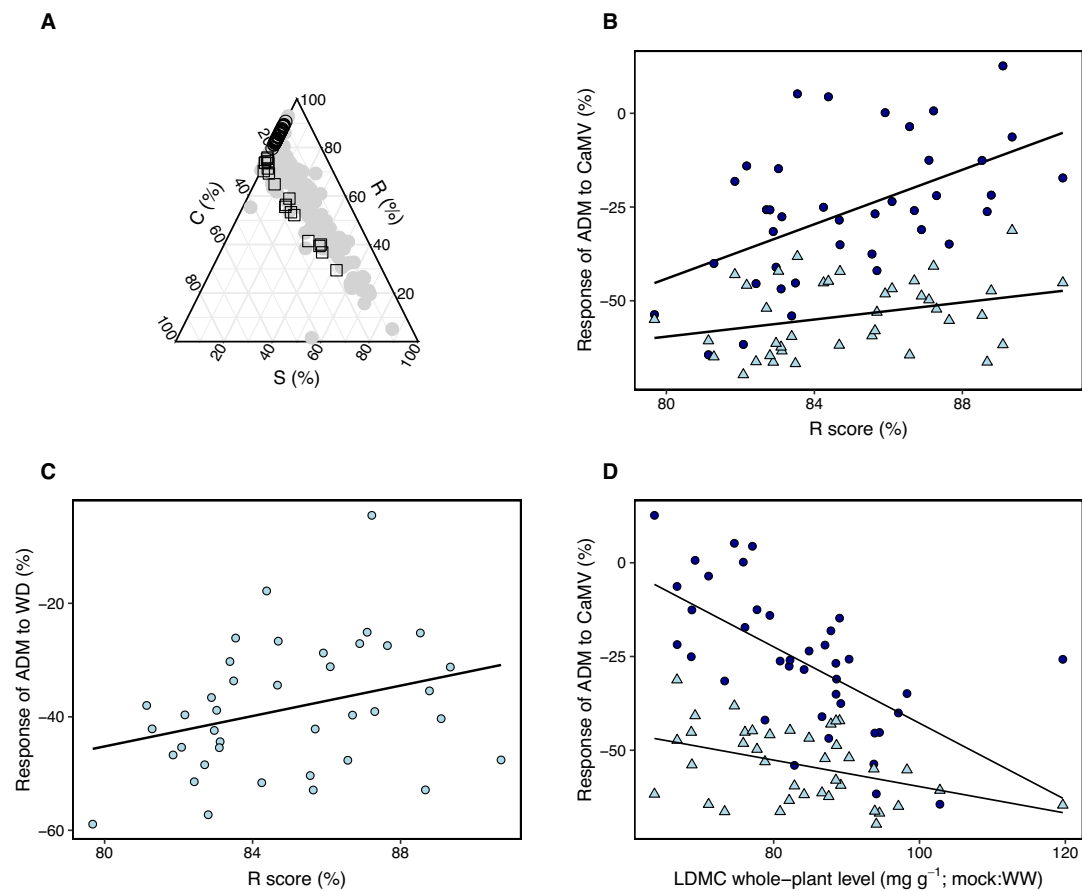 A
100
80
60
40
20
R (%)
20
40
60
80
100
C (%)
20
40
60
80
100
S (%)
B
0
−25
−50
Response of ADM to CaMV (%)
80 84 88
R score (%)
C
−20
−40
−60
Response of ADM to WD (%)
80 84 88
R score (%)
D
0
−25
−50
Response of ADM to CaMV (%)
80 100 120
LDMC whole−plant level (mg g−1; mock:WW)